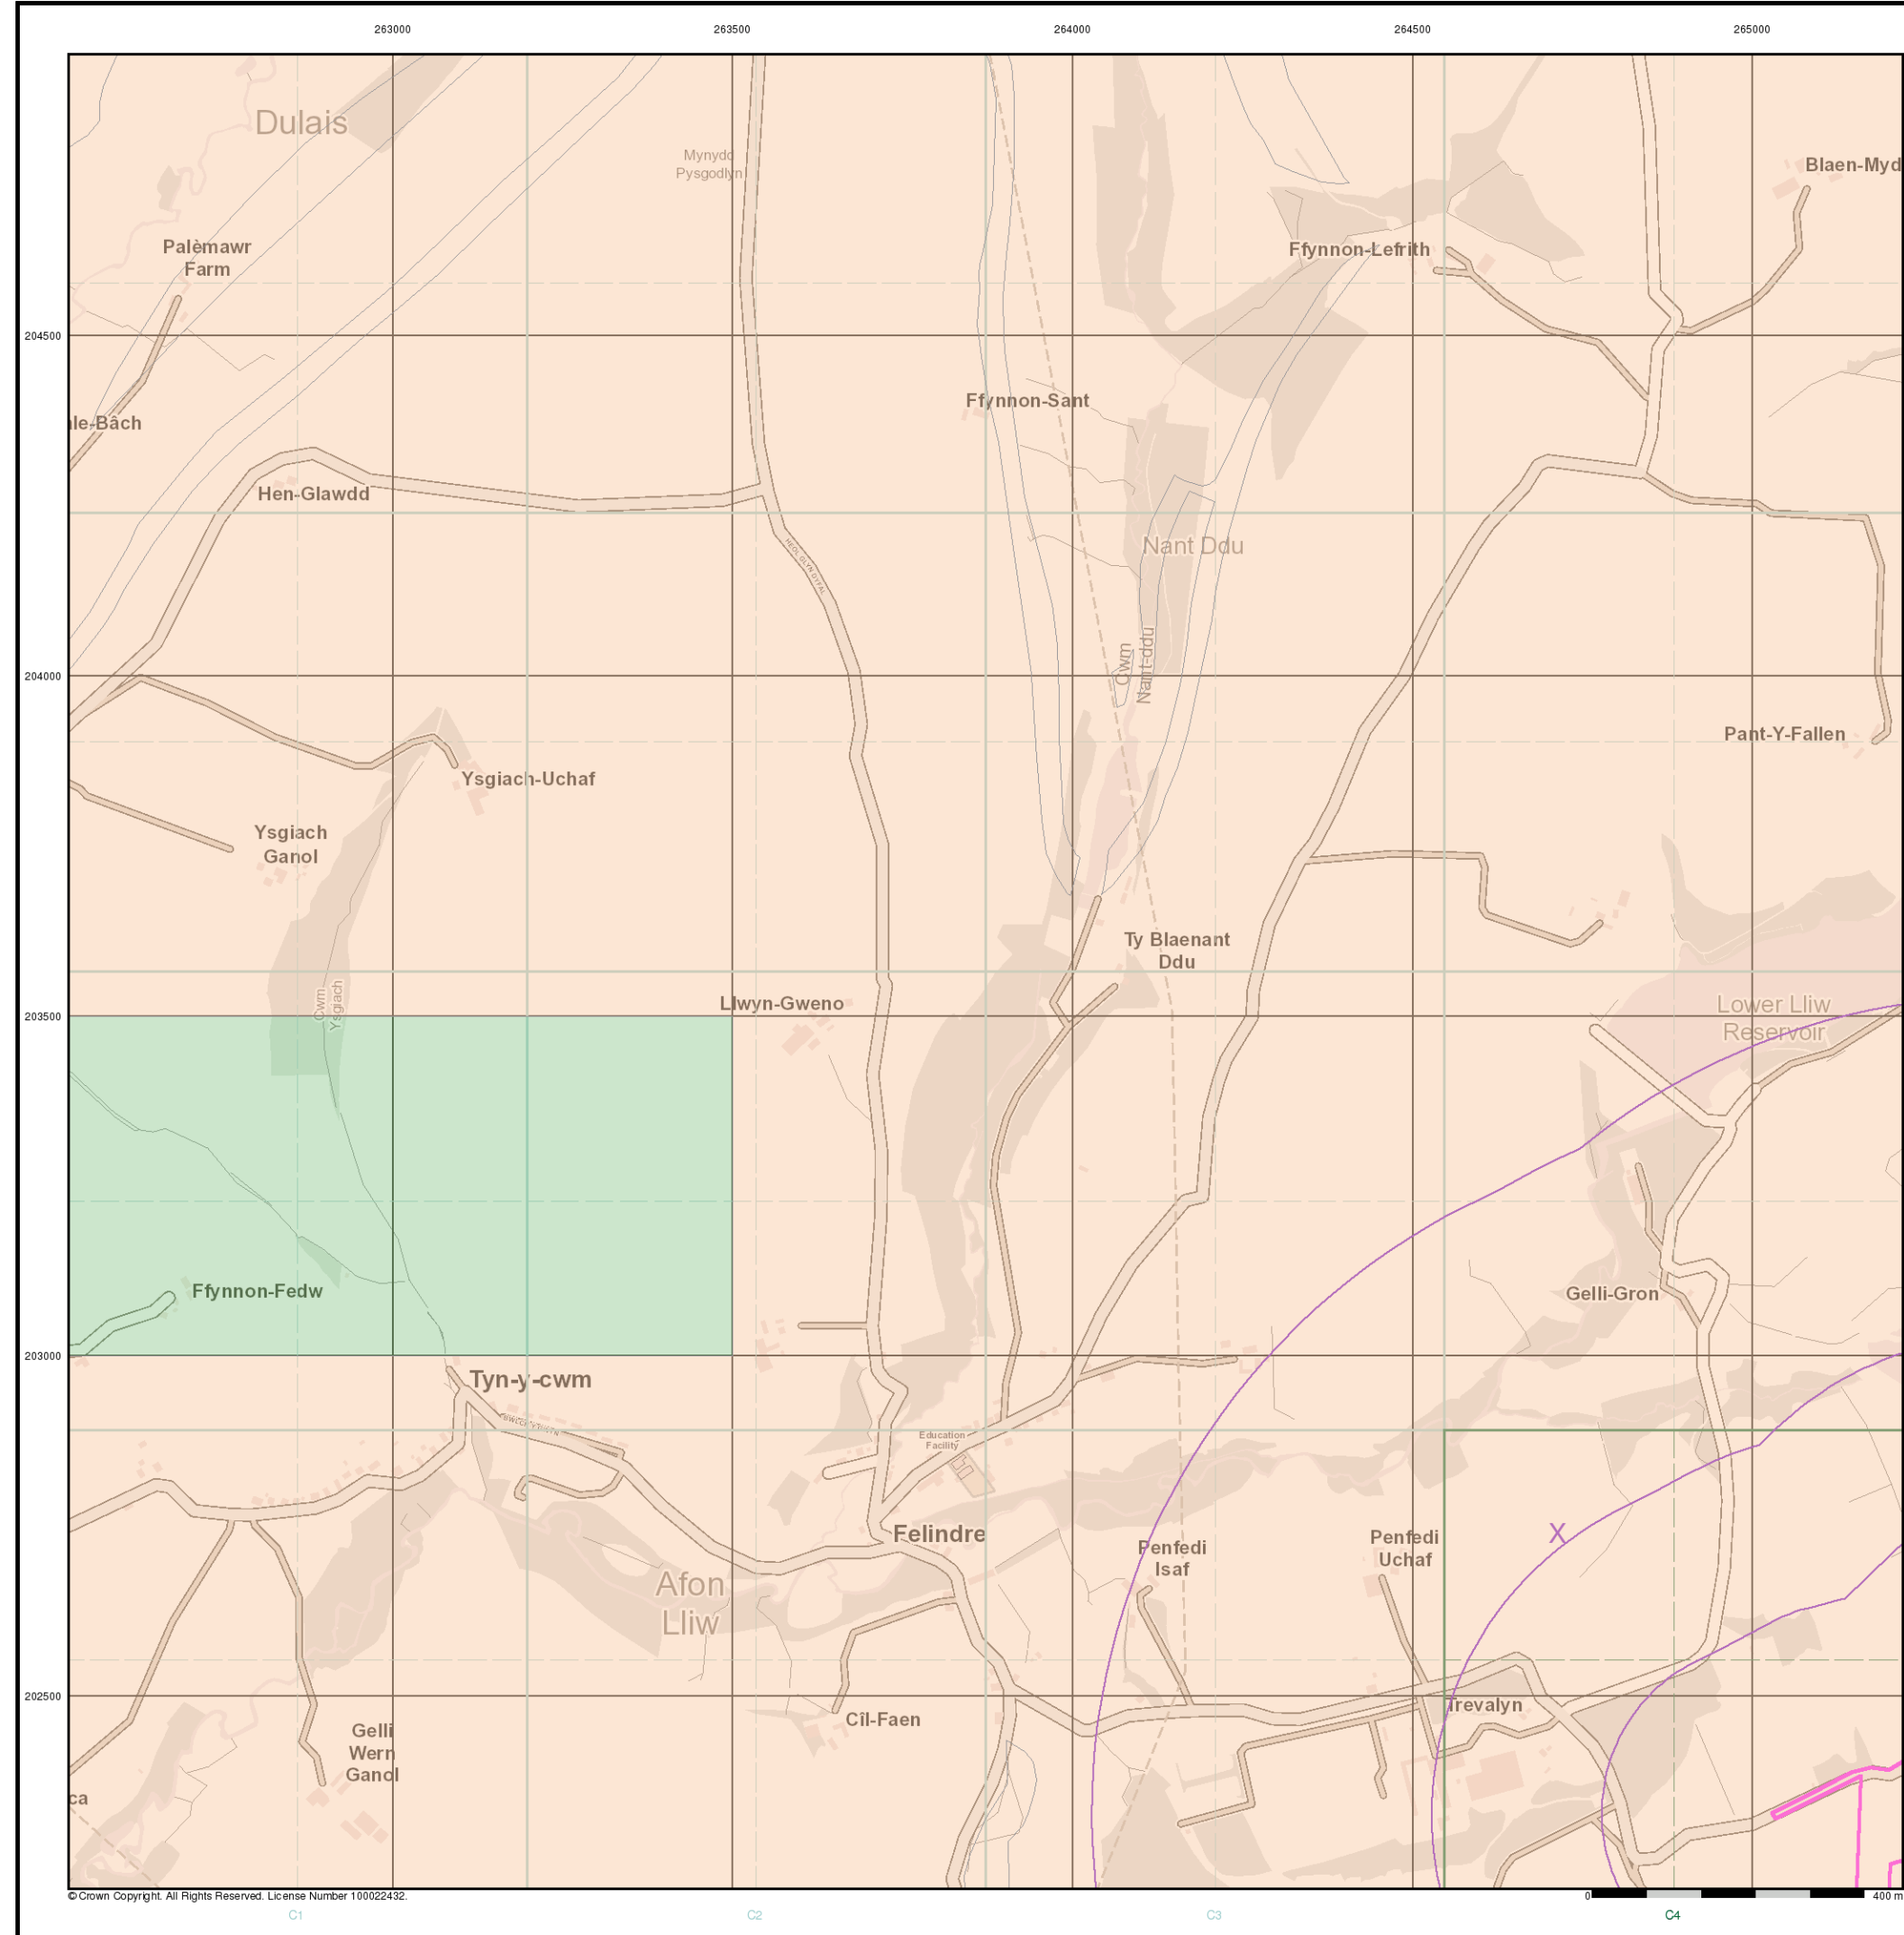 263000
263500
264000
264500
265000
Dulais
Mynydd
Pysgodlyn
Blaen-Myd
Palèmawr
Farm
Ffynnon-Lefrith
204500
Ffynnon-Sant
le-Bâch
Hen-Glawdd
HEOL GLYN DYFAL
Nant Ddu
Cwm
Nant-ddu
204000
Pant-Y-Fallen
Ysgiach-Uchaf
Ysgiach
Ganol
Ty Blaenant
Ddu
Cwm
Ysgiach
Llwyn-Gweno
Lower Lliw
Reservoir
203500
Ffynnon-Fedw
Gelli-Gron
203000
Tyn-y-cwm
Education
Facility
Felindre
X
Penfedi
Isaf
Penfedi
Uchaf
Afon
Lliw
202500
Trevalyn
Cîl-Faen
Gelli
Wern
Ganol
ca
© Crown Copyright. All Rights Reserved. License Number 100022432.
0
400 m
C1
C2
C3
C4